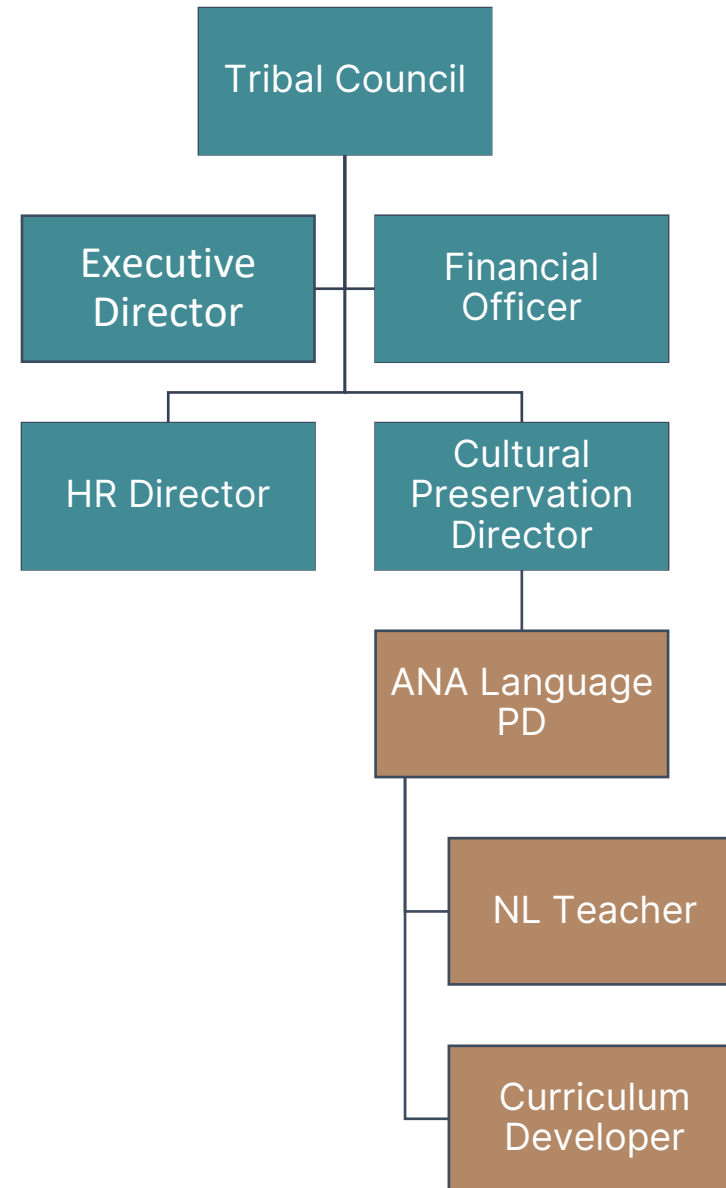 Tribal Council
Executive
Director
Financial
Officer
HR Director
Cultural
Preservation
Director
ANA Language
PD
NL Teacher
Curriculum
Developer